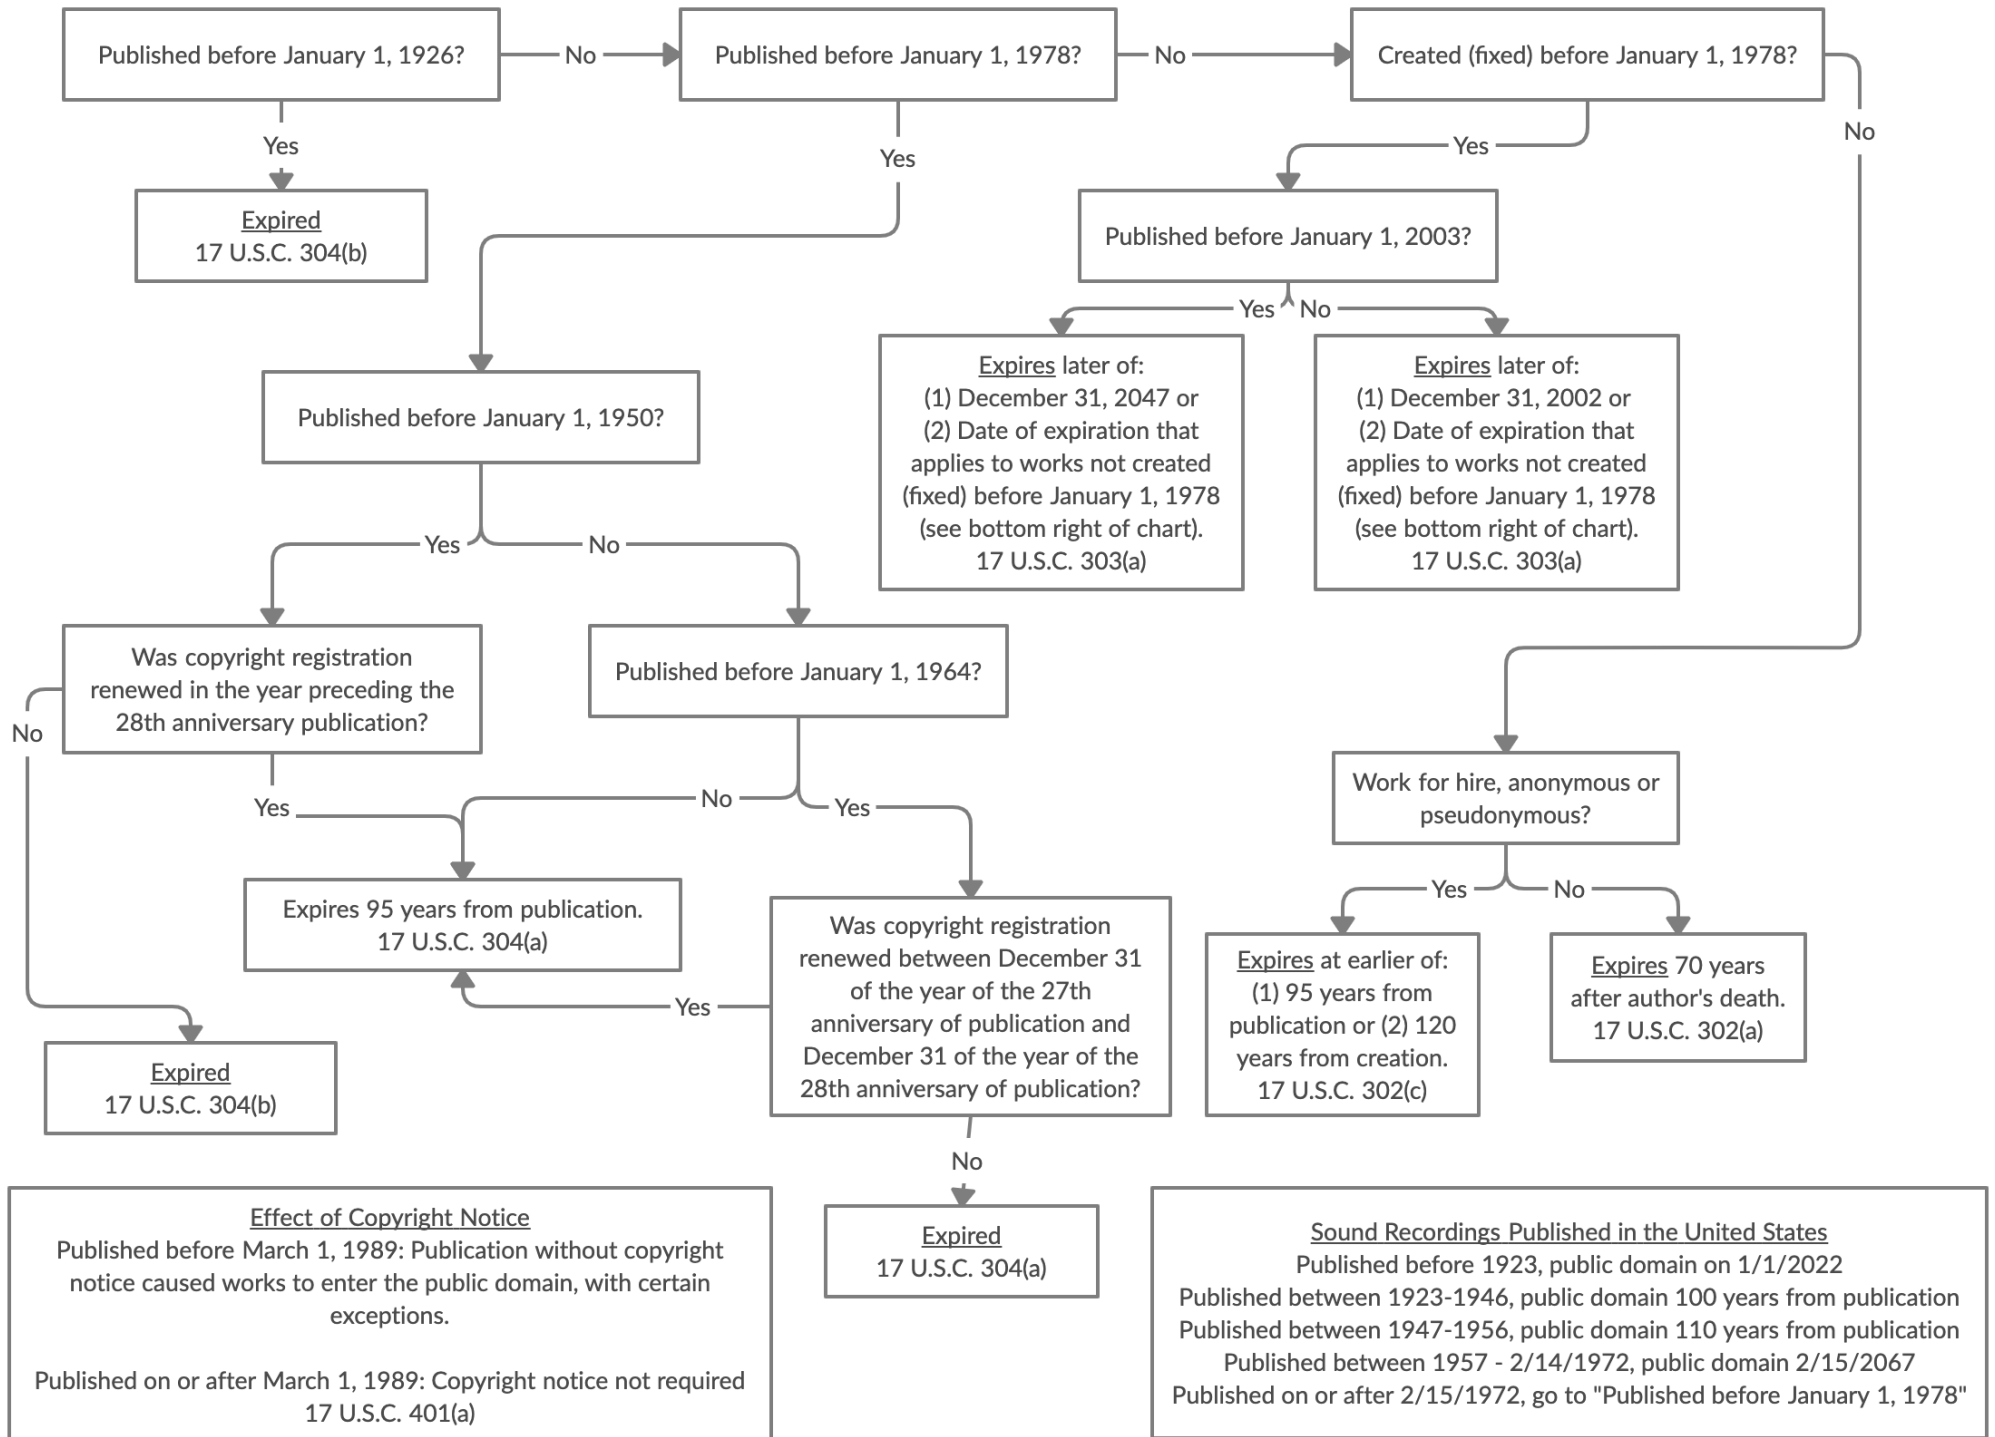 Published before January 1, 1926?
No
Published before January 1, 1978?
No
Created (fixed) before January 1, 1978?
No
Yes
Yes
Yes
Expired
17 U.S.C. 304(b)
Published before January 1, 2003?
Yes
No
Expires later of:
(1) December 31, 2047 or
(2) Date of expiration that
applies to works not created
(fixed) before January 1, 1978
(see bottom right of chart).
17 U.S.C. 303(a)
Expires later of:
(1) December 31, 2002 or
(2) Date of expiration that
applies to works not created
(fixed) before January 1, 1978
(see bottom right of chart).
17 U.S.C. 303(a)
Published before January 1, 1950?
Yes
No
Was copyright registration
renewed in the year preceding the
28th anniversary publication?
No
Yes
Published before January 1, 1964?
No
Yes
Work for hire, anonymous or
pseudonymous?
Yes
No
Expires 95 years from publication.
17 U.S.C. 304(a)
Yes
Was copyright registration
renewed between December 31
of the year of the 27th
anniversary of publication and
December 31 of the year of the
28th anniversary of publication?
Expires at earlier of:
(1) 95 years from
publication or (2) 120
years from creation.
17 U.S.C. 302(c)
Expires 70 years
after author's death.
17 U.S.C. 302(a)
Expired
17 U.S.C. 304(b)
No
Expired
17 U.S.C. 304(a)
Effect of Copyright Notice
Published before March 1, 1989: Publication without copyright
notice caused works to enter the public domain, with certain
exceptions.
Published on or after March 1, 1989: Copyright notice not required
17 U.S.C. 401(a)
Sound Recordings Published in the United States
Published before 1923, public domain on 1/1/2022
Published between 1923-1946, public domain 100 years from publication
Published between 1947-1956, public domain 110 years from publication
Published between 1957 - 2/14/1972, public domain 2/15/2067
Published on or after 2/15/1972, go to "Published before January 1, 1978"